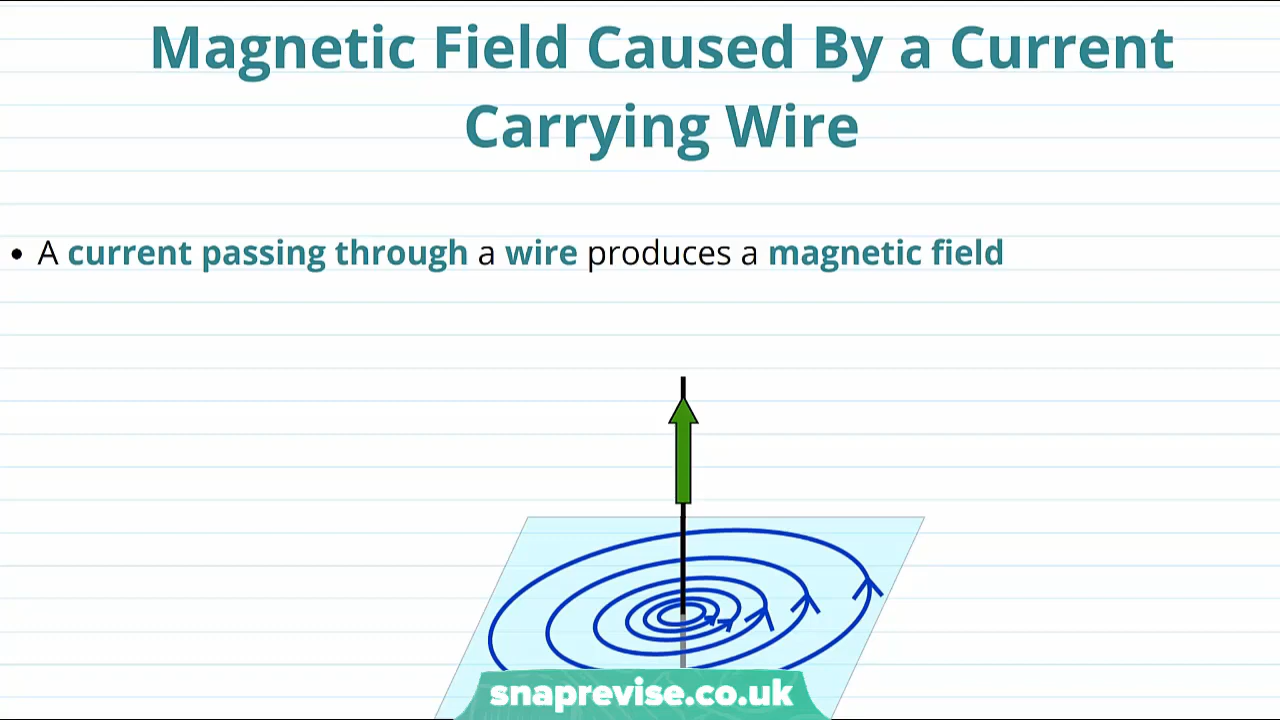 Magnetic Field Caused By a Current
Carrying Wire
• A current passing through a wire produces a magnetic field
snaprevise.co.uk